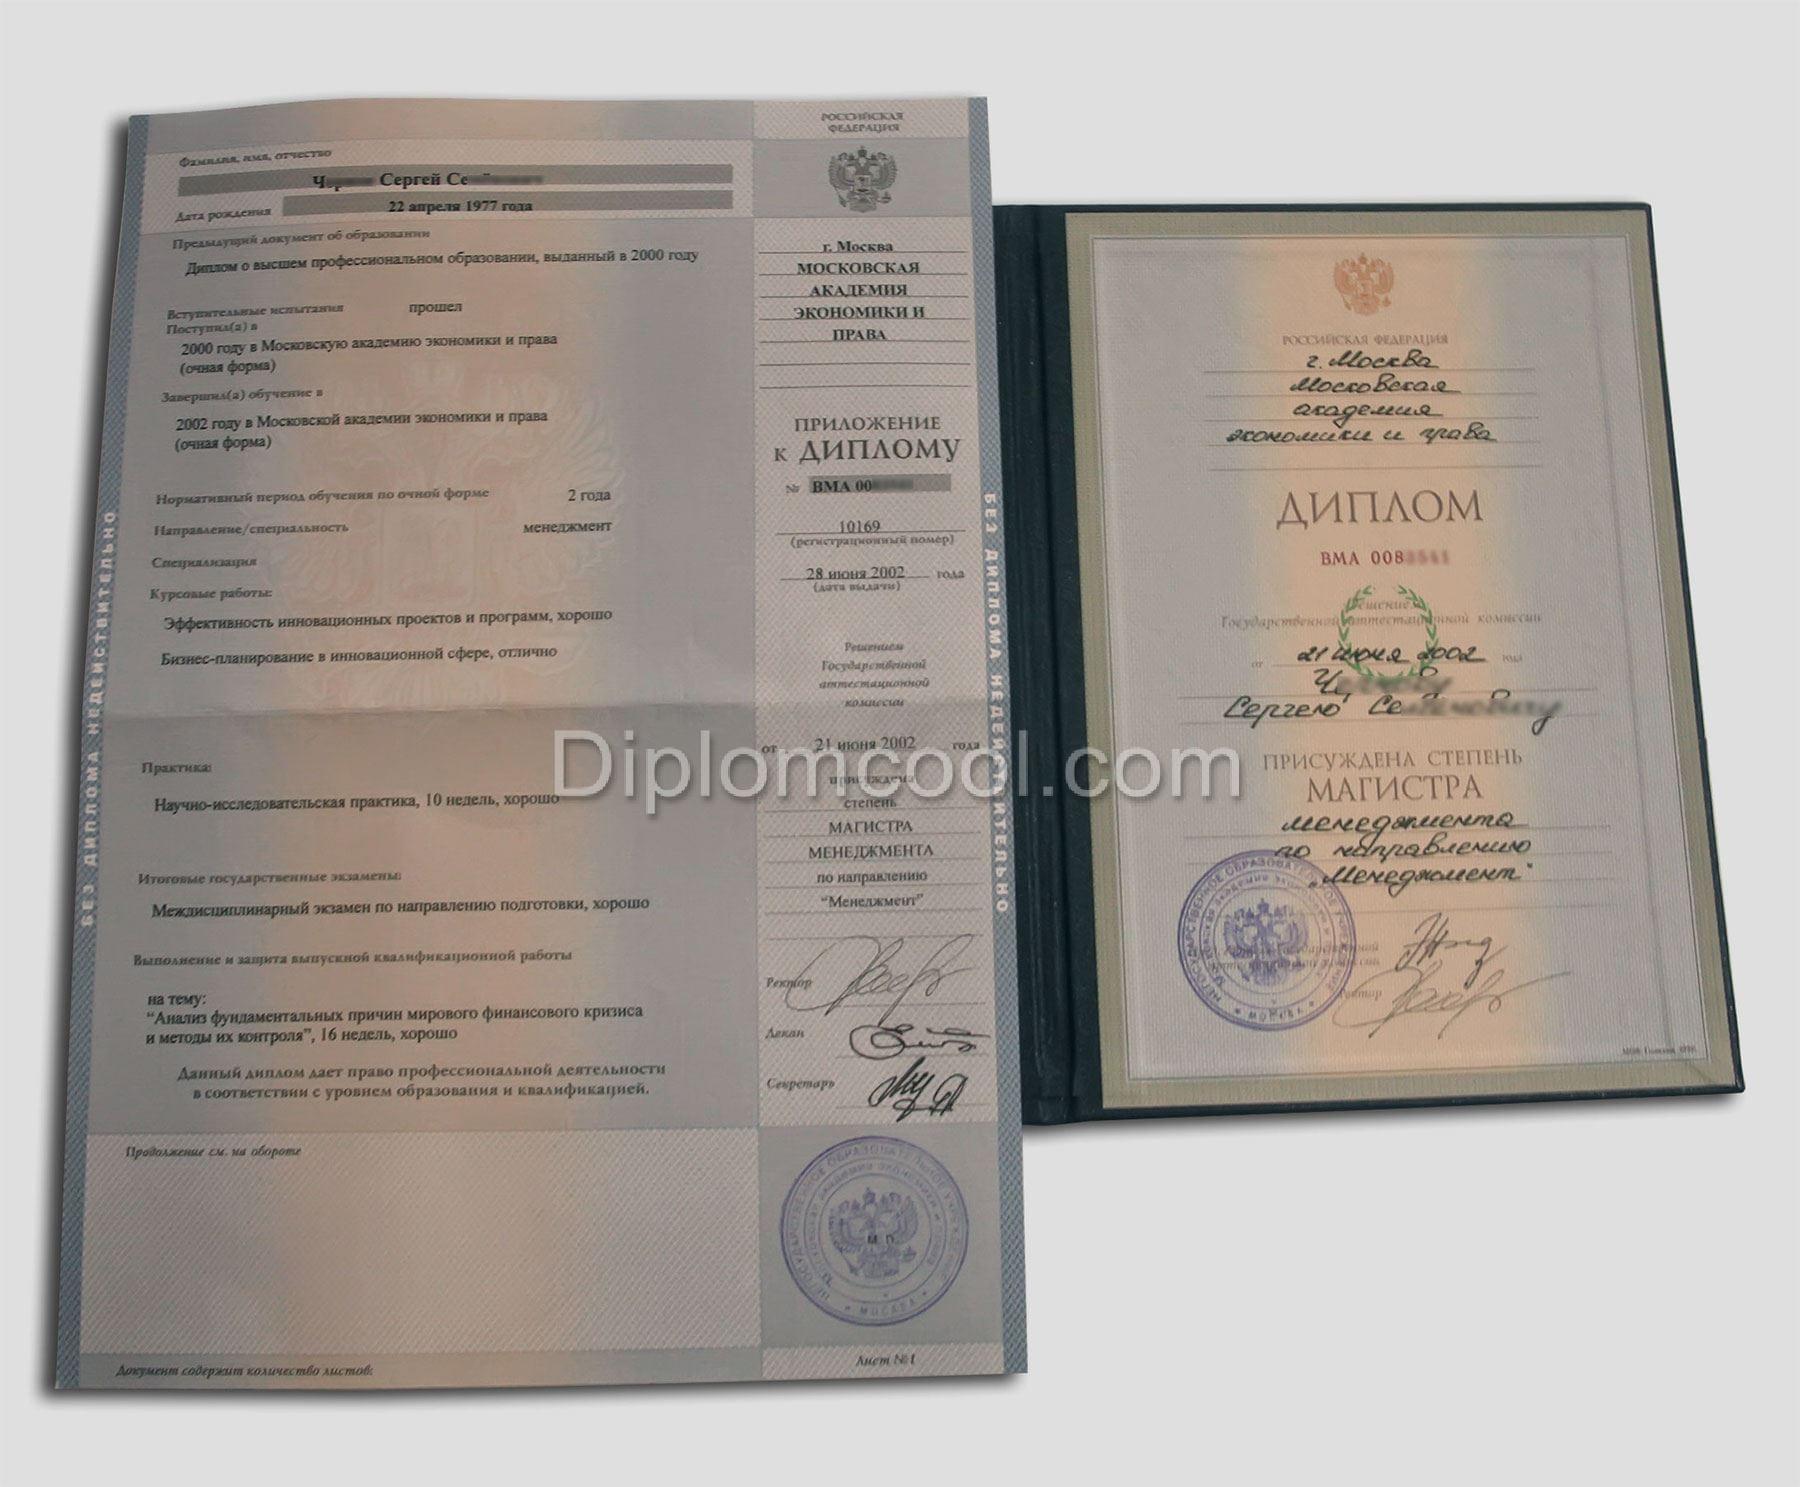 Фамилия, имя, отчество
Сергей
Дата рождения 22 апреля 1977 года
Предыдущий документ об образовании
Диплом о высшем профессиональном образовании, выданный в 2000 году
Вступительные испытания прошел
Поступил(а) в
2000 году в Московскую академию экономики и права
(очная форма)
Завершил(а) обучение в
2002 году в Московской академии экономики и права
(очная форма)
Нормативный период обучения по очной форме 2 года
Направление/специальность менеджмент
Специализация
Курсовые работы:
Эффективность инновационных проектов и программ, хорошо
Бизнес-планирование в инновационной сфере, отлично
Практика:
Научно-исследовательская практика, 10 недель, хорошо
Итоговые государственные экзамены:
Междисциплинарный экзамен по направлению подготовки, хорошо
Выполнение и защита выпускной квалификационной работы
на тему:
“Анализ фундаментальных причин мирового финансового кризиса
и методы их контроля”, 16 недель, хорошо
Данный диплом дает право профессиональной деятельности
в соответствии с уровнем образования и квалификацией.
Продолжение см. на обороте
Документ содержит количество листов:
БЕЗ ДИПЛОМА НЕДЕЙСТВИТЕЛЬНО
РОССИЙСКАЯ
ФЕДЕРАЦИЯ
г. Москва
МОСКОВСКАЯ
АКАДЕМИЯ
ЭКОНОМИКИ И
ПРАВА
ПРИЛОЖЕНИЕ
к ДИПЛОМУ
№ ВМА 00
10169
(регистрационный номер)
28 июня 2002 года
(дата выдачи)
Решением
Государственной
аттестационной
комиссии
от 21 июня 2002 года
присуждена
степень
МАГИСТРА
МЕНЕДЖМЕНТА
по направлению
“Менеджмент”
Ректор
Декан
Секретарь
М.П.
МОСКВА
Лист №1
БЕЗ ДИПЛОМА НЕДЕЙСТВИТЕЛЬНО
Diplomcool.com
РОССИЙСКАЯ ФЕДЕРАЦИЯ
г. Москва
Московская
академия
экономики и права
ДИПЛОМ
ВМА 008
Решением
Государственной аттестационной комиссии
от 21 июня 2002 года
Сергею
ПРИСУЖДЕНА СТЕПЕНЬ
МАГИСТРА
менеджмента
по направлению
„Менеджмент"
Ректор
МОСКВА